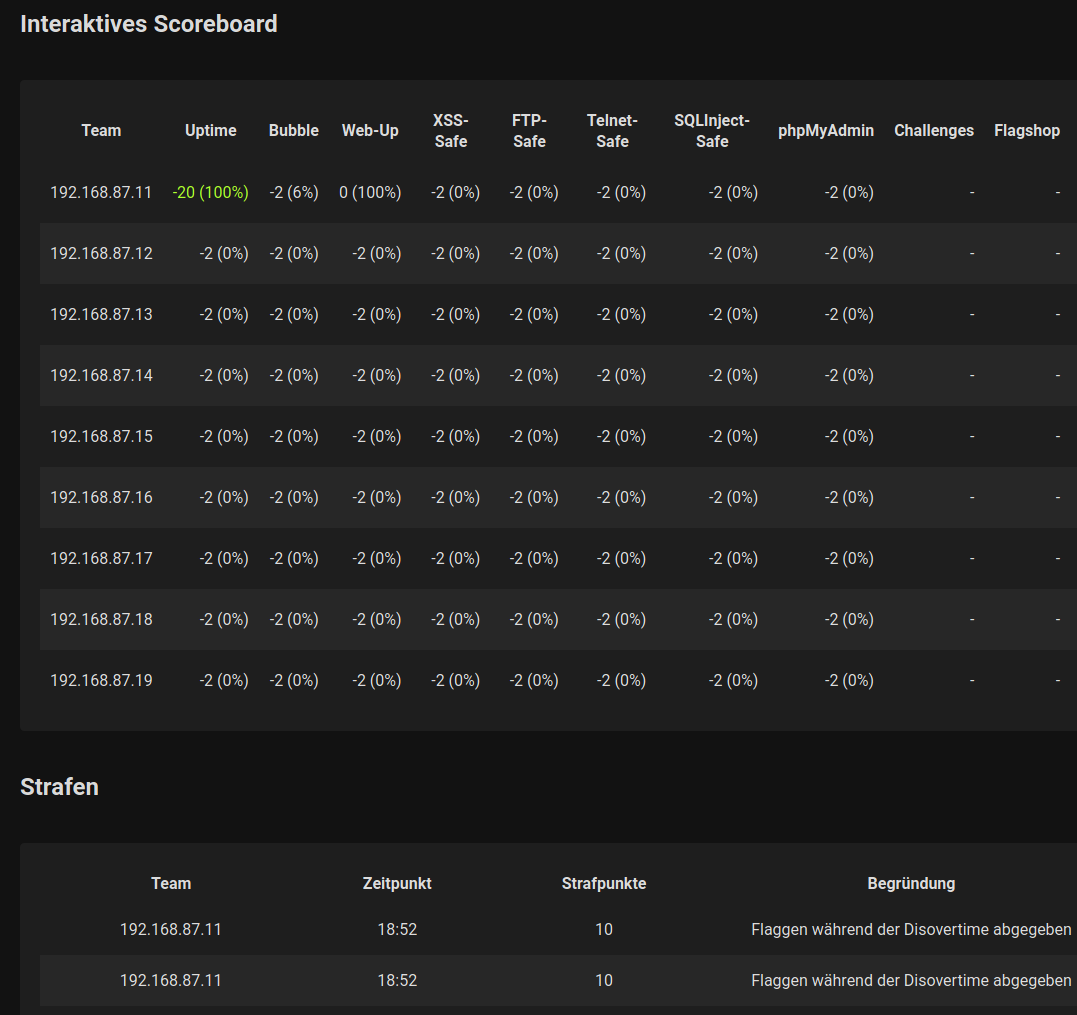 Interaktives Scoreboard
Team Uptime Bubble Web-Up XSS-Safe FTP-Safe Telnet-Safe SQLInject-Safe phpMyAdmin Challenges Flagshop
192.168.87.11 -20 (100%) -2 (6%) 0 (100%) -2 (0%) -2 (0%) -2 (0%) -2 (0%) -2 (0%) - -
192.168.87.12 -2 (0%) -2 (0%) -2 (0%) -2 (0%) -2 (0%) -2 (0%) -2 (0%) -2 (0%) - -
192.168.87.13 -2 (0%) -2 (0%) -2 (0%) -2 (0%) -2 (0%) -2 (0%) -2 (0%) -2 (0%) - -
192.168.87.14 -2 (0%) -2 (0%) -2 (0%) -2 (0%) -2 (0%) -2 (0%) -2 (0%) -2 (0%) - -
192.168.87.15 -2 (0%) -2 (0%) -2 (0%) -2 (0%) -2 (0%) -2 (0%) -2 (0%) -2 (0%) - -
192.168.87.16 -2 (0%) -2 (0%) -2 (0%) -2 (0%) -2 (0%) -2 (0%) -2 (0%) -2 (0%) - -
192.168.87.17 -2 (0%) -2 (0%) -2 (0%) -2 (0%) -2 (0%) -2 (0%) -2 (0%) -2 (0%) - -
192.168.87.18 -2 (0%) -2 (0%) -2 (0%) -2 (0%) -2 (0%) -2 (0%) -2 (0%) -2 (0%) - -
192.168.87.19 -2 (0%) -2 (0%) -2 (0%) -2 (0%) -2 (0%) -2 (0%) -2 (0%) -2 (0%) - -
Strafen
Team Zeitpunkt Strafpunkte Begründung
192.168.87.11 18:52 10 Flaggen während der Disovertime abgegeben
192.168.87.11 18:52 10 Flaggen während der Disovertime abgegeben